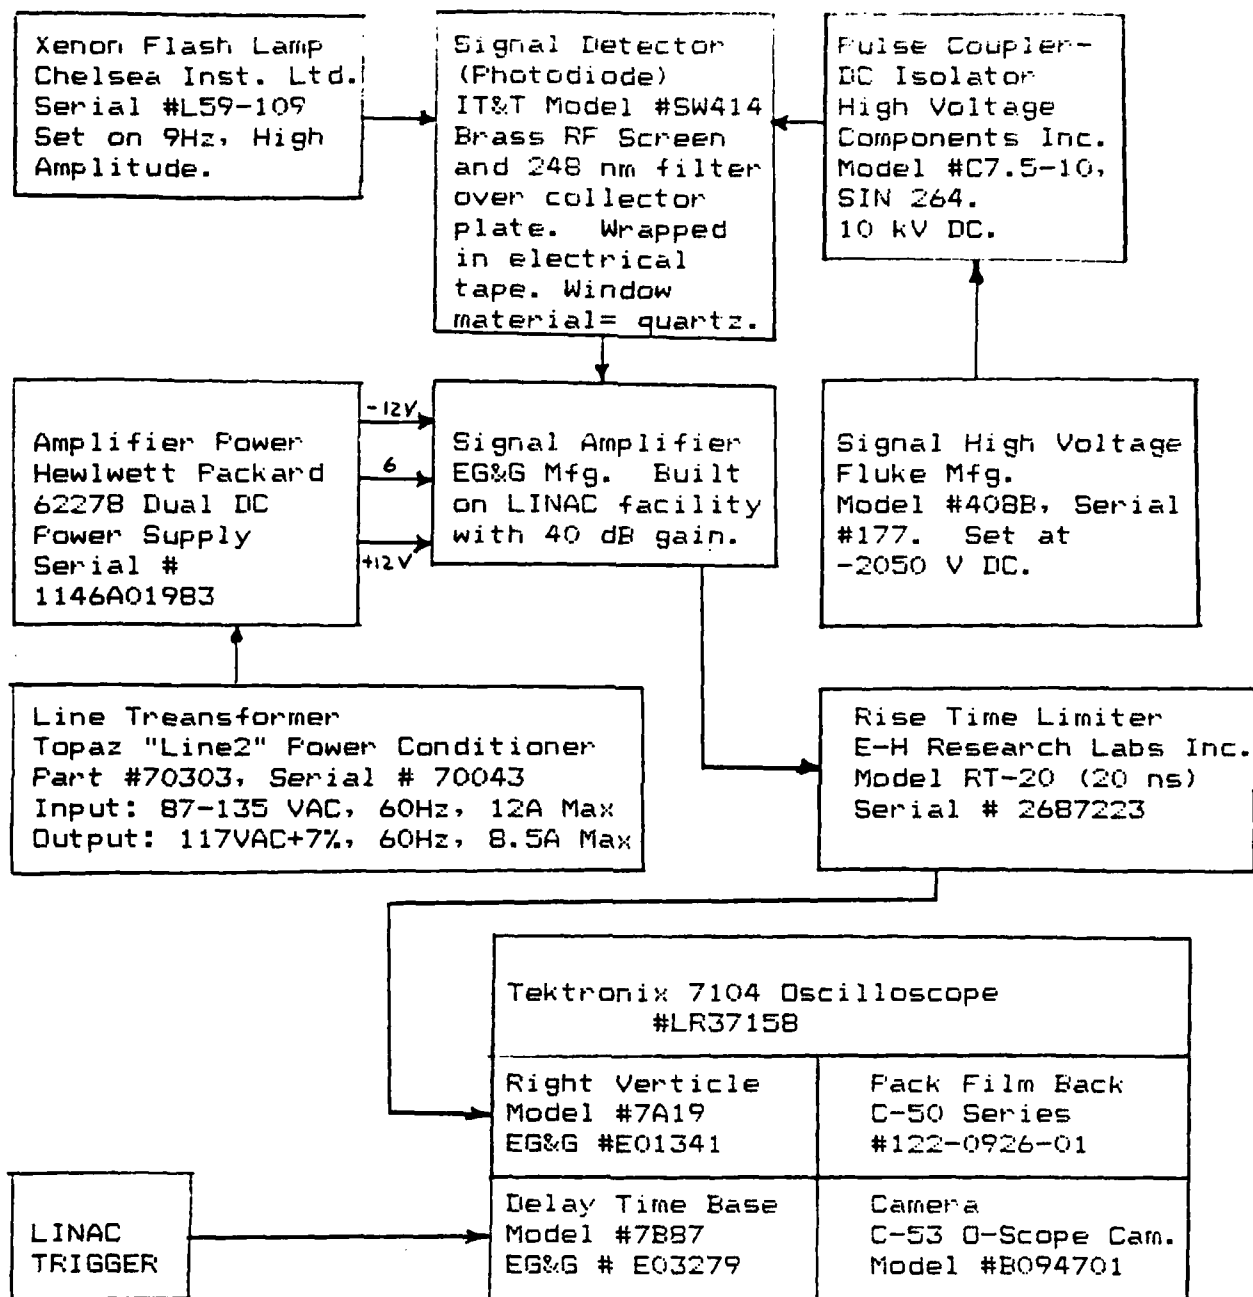 Xenon Flash Lamp
Chelsea Inst. Ltd.
Serial #L59-109
Set on 9Hz, High
Amplitude.
Signal Detector
(Photodiode)
IT&T Model #SW414
Brass RF Screen
and 248 nm filter
over collector
plate. Wrapped
in electrical
tape. Window
material= quartz.
Pulse Coupler-
DC Isolator
High Voltage
Components Inc.
Model #C7.5-10,
SIN 264.
10 kV DC.
Amplifier Power
Hewlwett Packard
62278 Dual DC
Power Supply
Serial #
1146A01983
-12V
6
+12V
Signal Amplifier
EG&G Mfg. Built
on LINAC facility
with 40 dB gain.
Signal High Voltage
Fluke Mfg.
Model #408B, Serial
#177. Set at
-2050 V DC.
Line Treansformer
Topaz "Line2" Power Conditioner
Part #70303, Serial # 70043
Input: 87-135 VAC, 60Hz, 12A Max
Output: 117VAC+7%, 60Hz, 8.5A Max
Rise Time Limiter
E-H Research Labs Inc.
Model RT-20 (20 ns)
Serial # 2687223
Tektronix 7104 Oscilloscope
#LR37158
Right Verticle
Model #7A19
EG&G #E01341
Pack Film Back
C-50 Series
#122-0926-01
LINAC
TRIGGER
Delay Time Base
Model #7B87
EG&G # E03279
Camera
C-53 O-Scope Cam.
Model #B094701